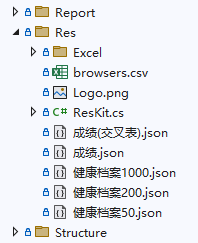 Report
Res
Excel
browsers.csv
Logo.png
ResKit.cs
成绩(交叉表).json
成绩.json
健康档案1000.json
健康档案200.json
健康档案50.json
Structure